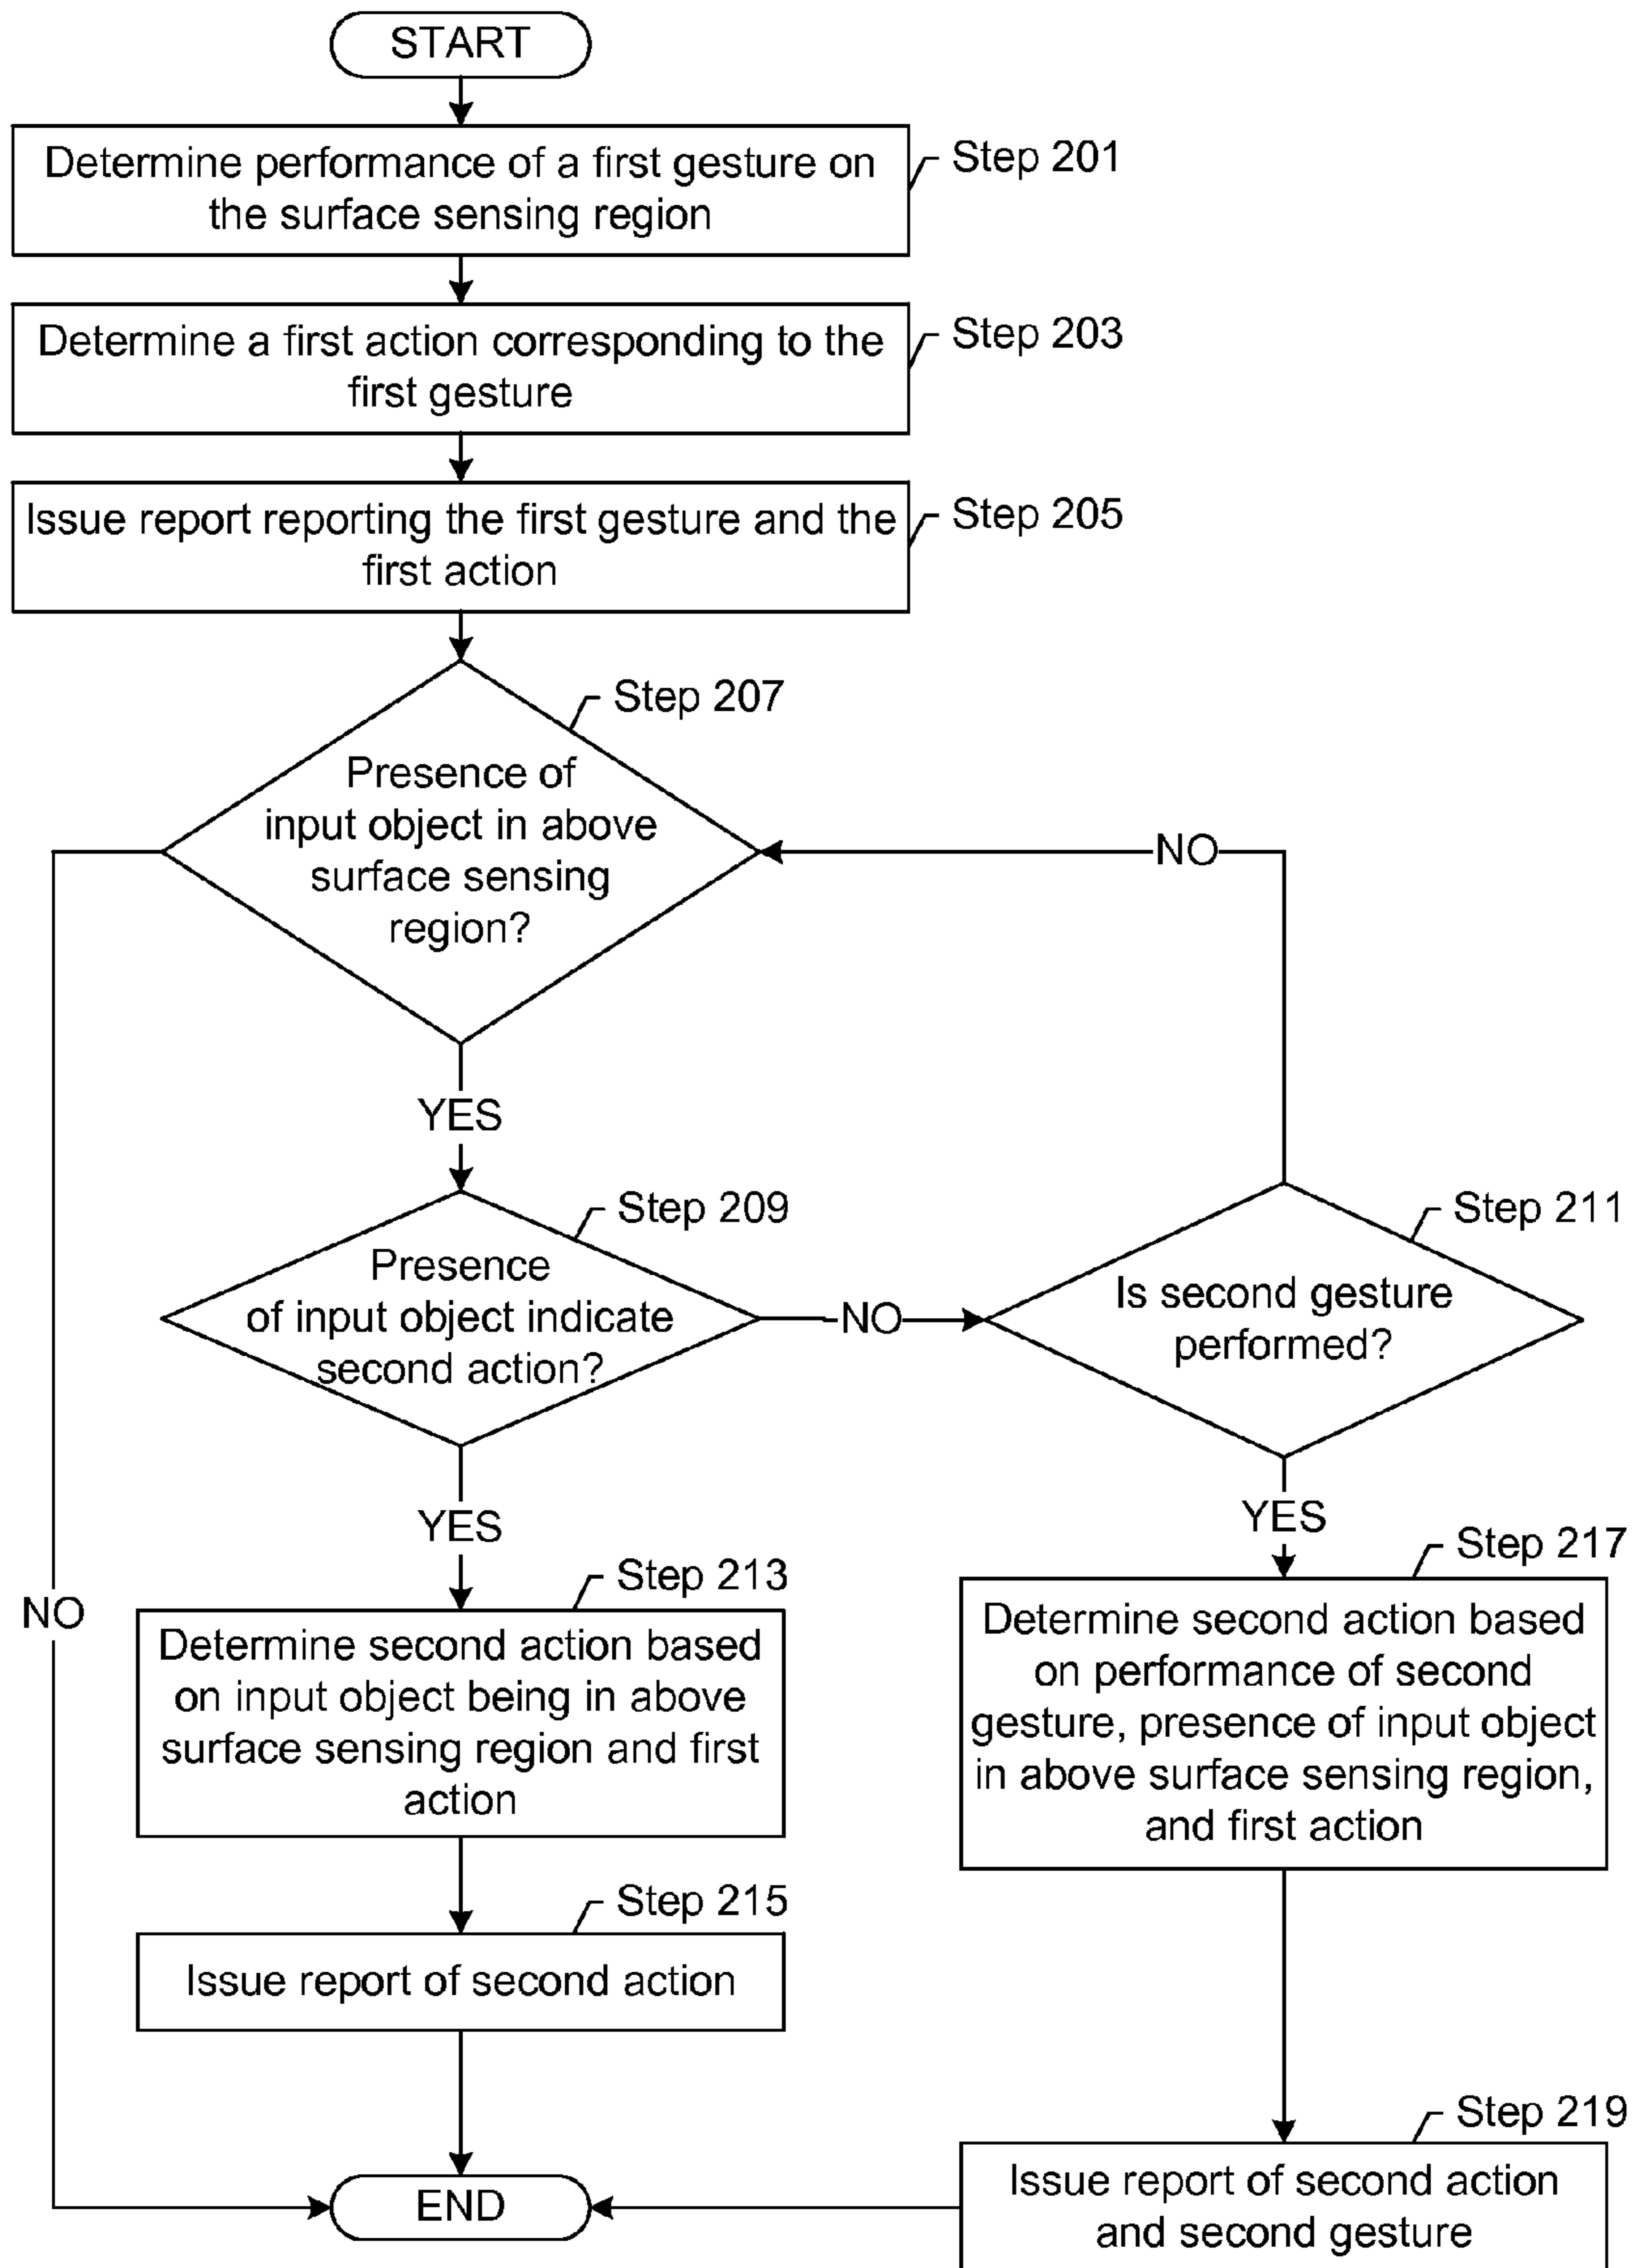 START
Determine performance of a first gesture on
the surface sensing region
Step 201
Determine a first action corresponding to the
first gesture
Step 203
Issue report reporting the first gesture and the
first action
Step 205
Step 207
Presence of
input object in above
surface sensing
region?
NO
YES
Step 209
Presence
of input object indicate
second action?
NO
Step 211
Is second gesture
performed?
YES
YES
NO
Step 213
Determine second action based
on input object being in above
surface sensing region and first
action
Step 217
Determine second action based
on performance of second
gesture, presence of input object
in above surface sensing region,
and first action
Step 215
Issue report of second action
Step 219
Issue report of second action
and second gesture
END